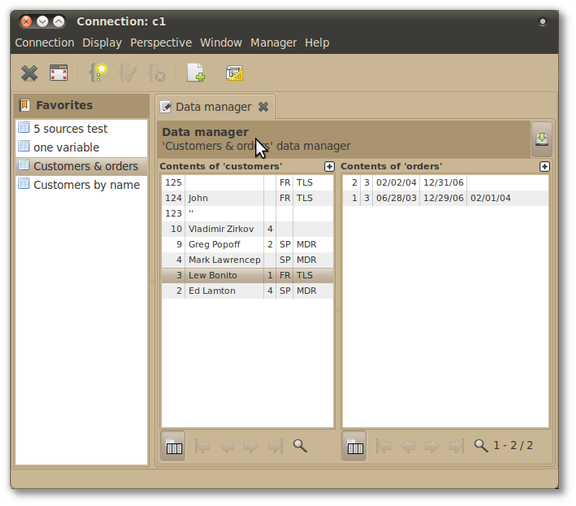 Connection: c1
Connection Display Perspective Window Manager Help
Favorites
5 sources test
one variable
Customers & orders
Customers by name
Data manager
Data manager
'Customers & orders' data manager
Contents of 'customers'
125 FR TLS
124 John FR TLS
123 ''
10 Vladimir Zirkov 4
9 Greg Popoff 2 SP MDR
4 Mark Lawrencep SP MDR
3 Lew Bonito 1 FR TLS
2 Ed Lamton 4 SP MDR
Contents of 'orders'
2 3 02/02/04 12/31/06
1 3 06/28/03 12/29/06 02/01/04
1 - 2 / 2